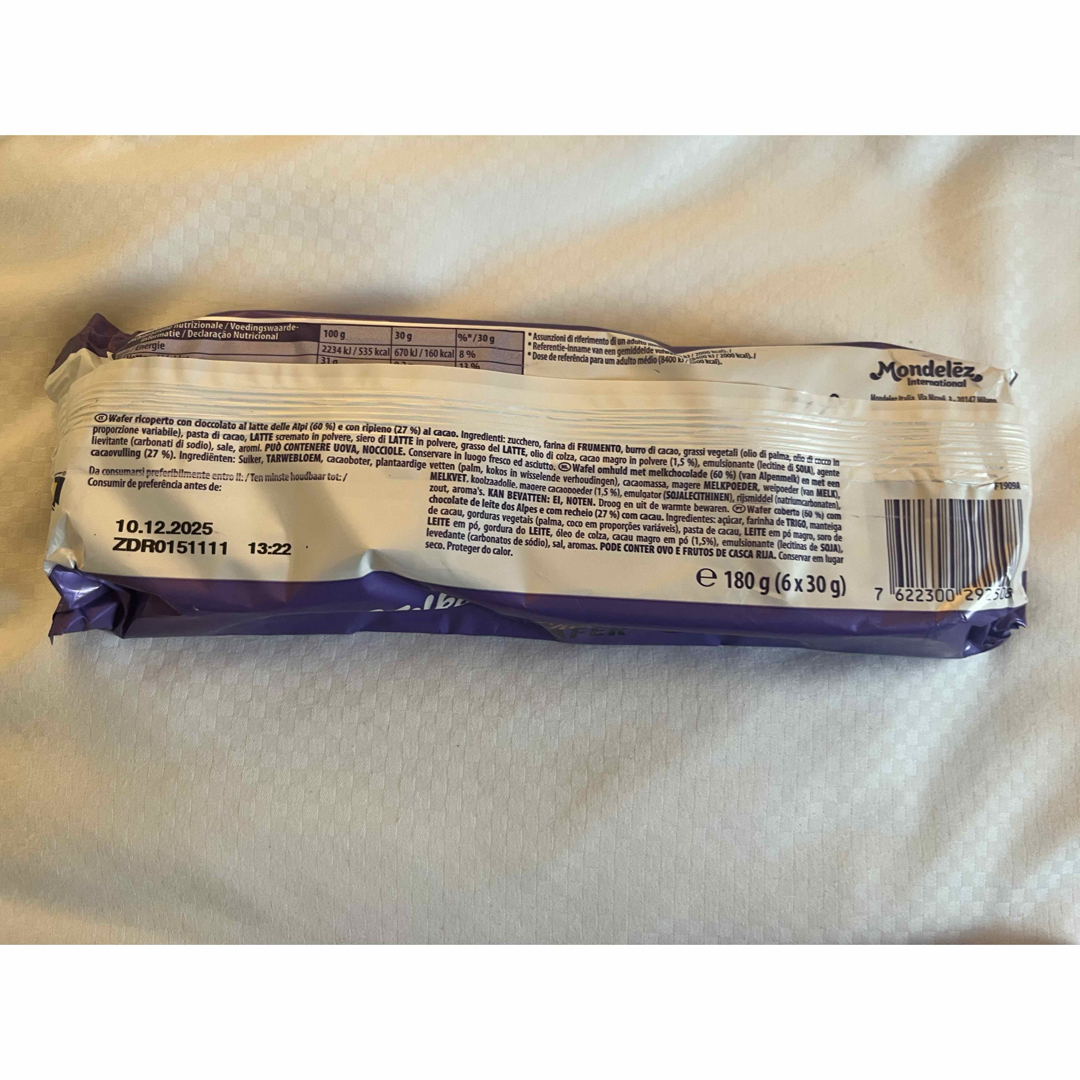 nutrizionale / Voedingswaarde-
/ Declaração Nutricional
100 g
30 g
%*/30 g
Energie
2234 kJ / 535 kcal
670 kJ / 160 kcal
8 %
31 g
13 %
*Assunzioni di riferimento di un adulto
*Referentie-inname van een gemiddelde
*Dose de referência para um adulto médio (8400 kJ / 2000 kcal).
Mondelēz
International
IT Wafer ricoperto con cioccolato al latte delle Alpi (60 %) e con ripieno (27 %) al cacao. Ingredienti: zucchero, farina di FRUMENTO, burro di cacao, grassi vegetali (olio di palma, olio di cocco in
proporzione variabile), pasta di cacao, LATTE scremato in polvere, siero di LATTE in polvere, grasso del LATTE, olio di colza, cacao magro in polvere (1,5 %), emulsionante (lecitine di SOIA), agente
lievitante (carbonati di sodio), sale, aromi. PUÒ CONTENERE UOVA, NOCCIOLE. Conservare in luogo fresco ed asciutto. NL Wafel omhuld met melkchocolade (60 %) (van Alpenmelk) en met een
cacaovulling (27 %). Ingrediënten: Suiker, TARWEBLOEM, cacaoboter, plantaardige vetten (palm, kokos in wisselende verhoudingen), cacaomassa, magere MELKPOEDER, weipoeder (van MELK),
MELKVET, koolzaadolie, magere cacaopoeder (1,5 %), emulgator (SOJALECITHINEN), rijsmiddel (natriumcarbonaten),
zout, aroma's. KAN BEVATTEN: EI, NOTEN. Droog en uit de warmte bewaren. PT Wafer coberto (60 %) com
chocolate de leite dos Alpes e com recheio (27 %) com cacau. Ingredientes: açúcar, farinha de TRIGO, manteiga
de cacau, gorduras vegetais (palma, coco em proporções variáveis), pasta de cacau, LEITE em pó magro, soro de
LEITE em pó, gordura do LEITE, óleo de colza, cacau magro em pó (1,5%), emulsionante (lecitinas de SOJA),
levedante (carbonatos de sódio), sal, aromas. PODE CONTER OVO E FRUTOS DE CASCA RIJA. Conservar em lugar
seco. Proteger do calor.
Da consumarsi preferibilmente entro il: / Ten minste houdbaar tot: /
Consumir de preferência antes de:
10.12.2025
ZDR0151111 13:22
℮ 180 g (6 x 30 g)
F1909A
7 622300 292508